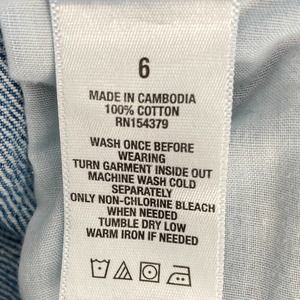 6
MADE IN CAMBODIA
100% COTTON
RN154379
WASH ONCE BEFORE
WEARING
TURN GARMENT INSIDE OUT
MACHINE WASH COLD
SEPARATELY
ONLY NON-CHLORINE BLEACH
WHEN NEEDED
TUMBLE DRY LOW
WARM IRON IF NEEDED